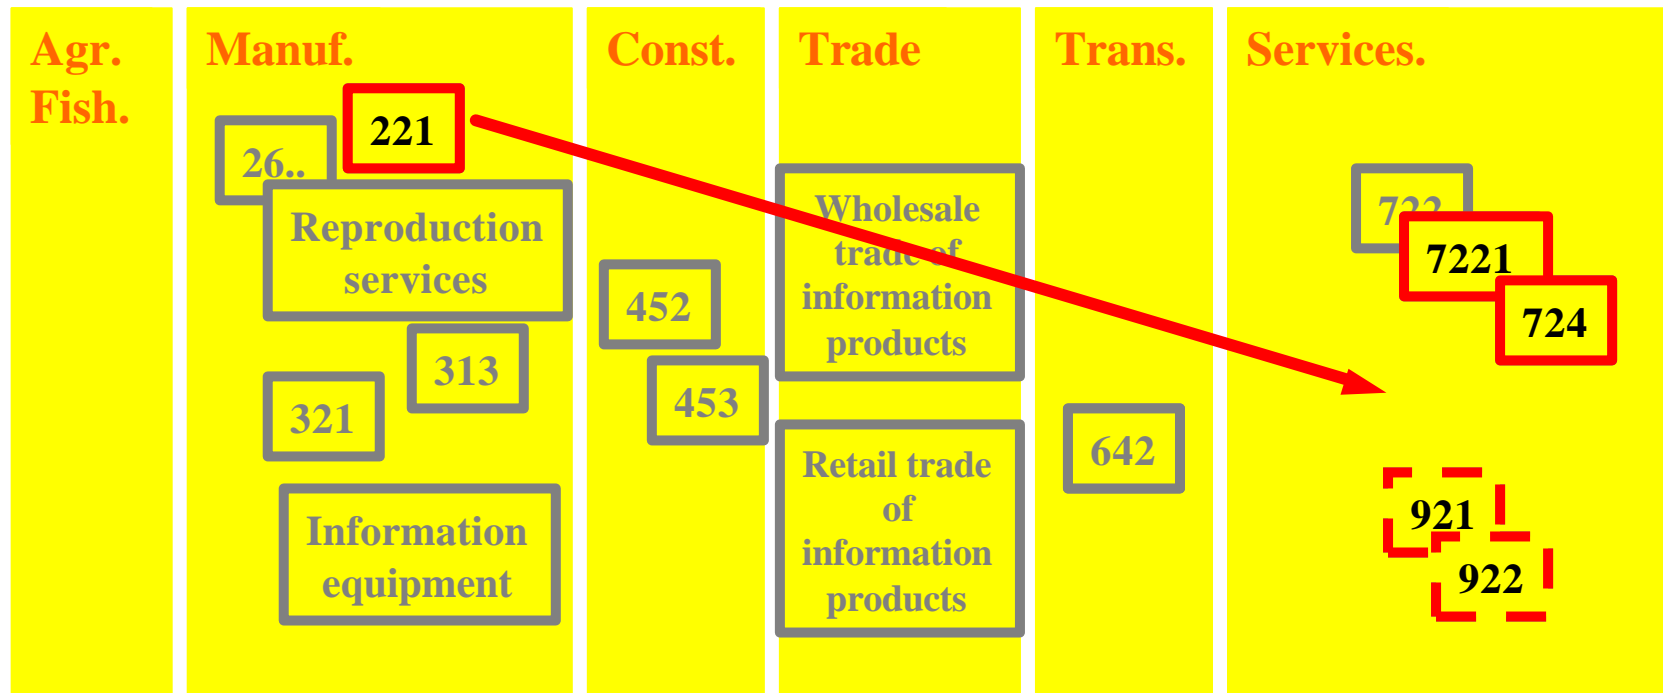 Agr.
Fish.
Manuf.
Const.
Trade
Trans.
Services.
221
26..
Reproduction
services
313
321
Information
equipment
452
453
Wholesale
trade of
information
products
Retail trade
of
information
products
642
722
7221
724
921
922